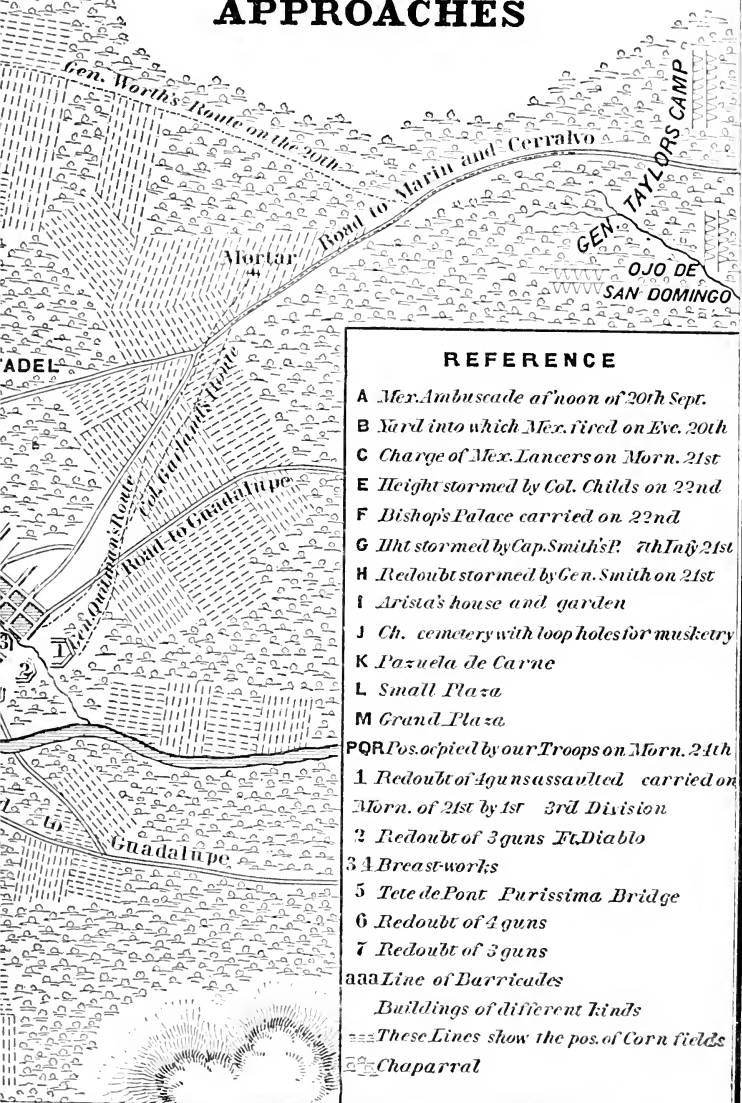 APPROACHES
Gen. Worth's Route on the 20th
Road to Marin and Cerralvo
GEN. TAYLORS CAMP
Mortar
OJO DE
SAN DOMINGO
TADEL
Col. Garland's Route
Gen Quitman's Route
Road to Guadalupe
3
1
2
to
Guadalupe
REFERENCE
A Mex. Ambuscade af'noon of 20th Sept.
B Yard into which Mex. fired on Eve. 20th
C Charge of Mex. Lancers on Morn. 21st
E Height stormed by Col. Childs on 22nd
F Bishop's Palace carried on 22nd
G Hht stormed by Cap. Smith's P. 7th Infy 21st
H Redoubt stormed by Gen. Smith on 21st
I Arista's house and garden
J Ch. cemetery with loop holes for musketry
K Pazuela de Carne
L Small Plaza
M Grand Plaza
PQR Pos. ocpied by our Troops on Morn. 24th
1 Redoubt of 4 guns assaulted carried on
Morn. of 21st by 1st 3rd Division
2 Redoubt of 3 guns Ft. Diablo
3 4 Breast-works
5 Tete de Pont Purissima Bridge
6 Redoubt of 4 guns
7 Redoubt of 3 guns
aaa Line of Barricades
Buildings of different kinds
These Lines show the pos. of Corn fields
Chaparral